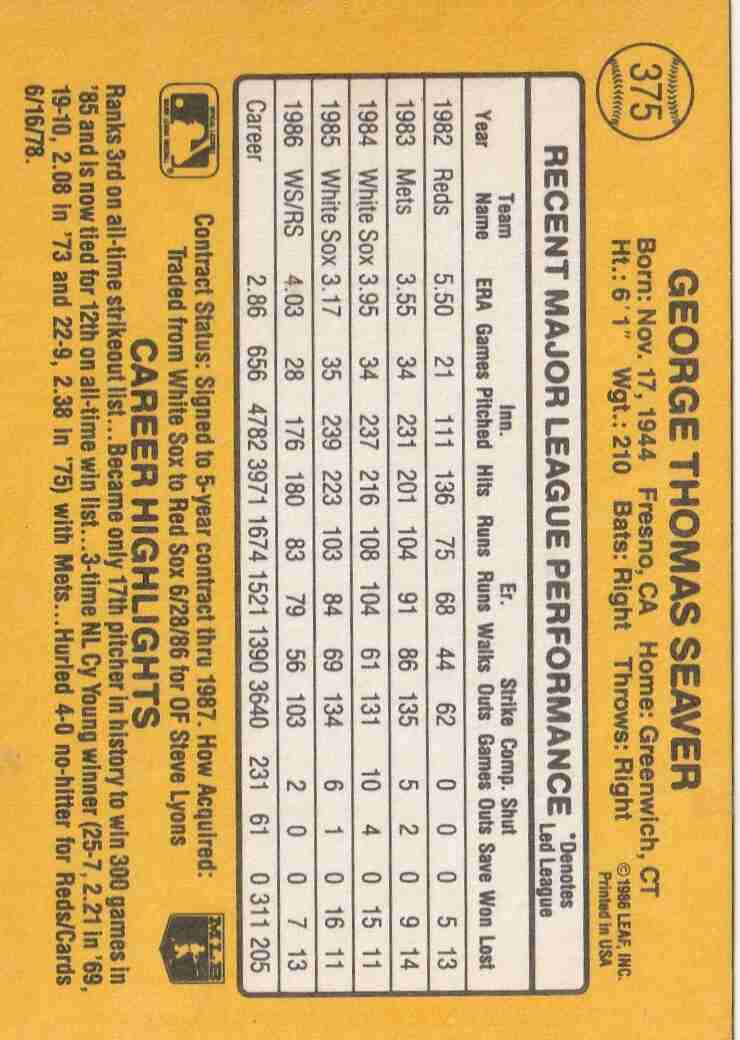 375
GEORGE THOMAS SEAVER
Born: Nov. 17, 1944 Fresno, CA Home: Greenwich, CT
Ht.: 6'1" Wgt.: 210 Bats: Right Throws: Right
©1986 LEAF, INC.
Printed in USA
RECENT MAJOR LEAGUE PERFORMANCE *Denotes Led League
Year Team Name ERA Games Inn. Pitched Hits Runs Er. Runs Walks Strike Outs Comp. Games Shut Outs Save Won Lost
1982 Reds 5.50 21 111 136 75 68 44 62 0 0 0 5 13
1983 Mets 3.55 34 231 201 104 91 86 135 5 2 0 9 14
1984 White Sox 3.95 34 237 216 108 104 61 131 10 4 0 15 11
1985 White Sox 3.17 35 239 223 103 84 69 134 6 1 0 16 11
1986 WS/RS 4.03 28 176 180 83 79 56 103 2 0 0 7 13
Career 2.86 656 4782 3971 1674 1521 1390 3640 231 61 0 311 205
Contract Status: Signed to 5-year contract thru 1987. How Acquired:
Traded from White Sox to Red Sox 6/28/86 for OF Steve Lyons
MLB
CAREER HIGHLIGHTS
Ranks 3rd on all-time strikeout list...Became only 17th pitcher in history to win 300 games in
'85 and is now tied for 12th on all-time win list...3-time NL Cy Young winner (25-7, 2.21 in '69,
19-10, 2.08 in '73 and 22-9, 2.38 in '75) with Mets...Hurled 4-0 no-hitter for Reds/Cards
6/16/78.